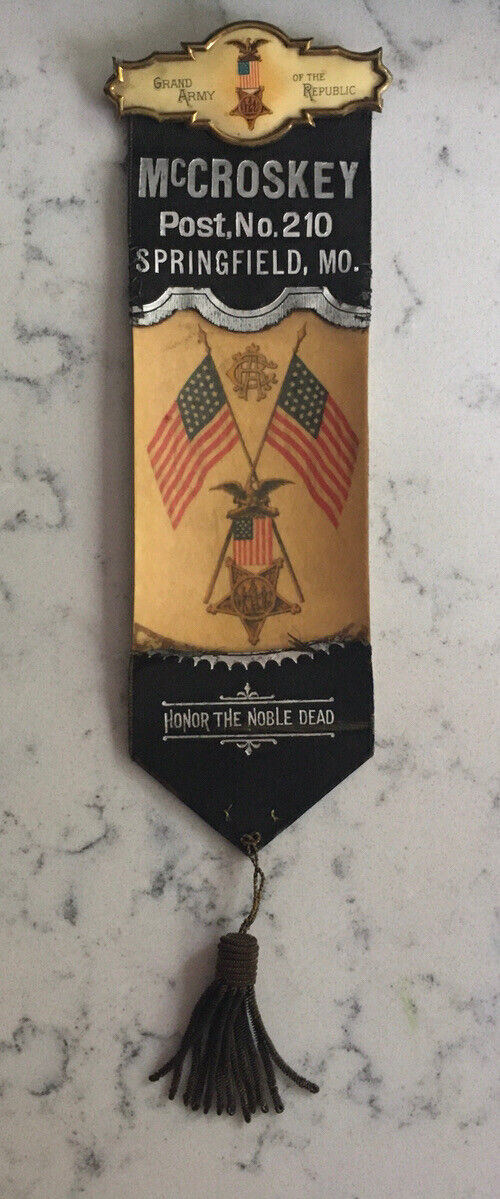 GRAND ARMY OF THE REPUBLIC
MCCROSKEY
Post, No. 210
SPRINGFIELD, MO.
GAR
HONOR THE NOBLE DEAD